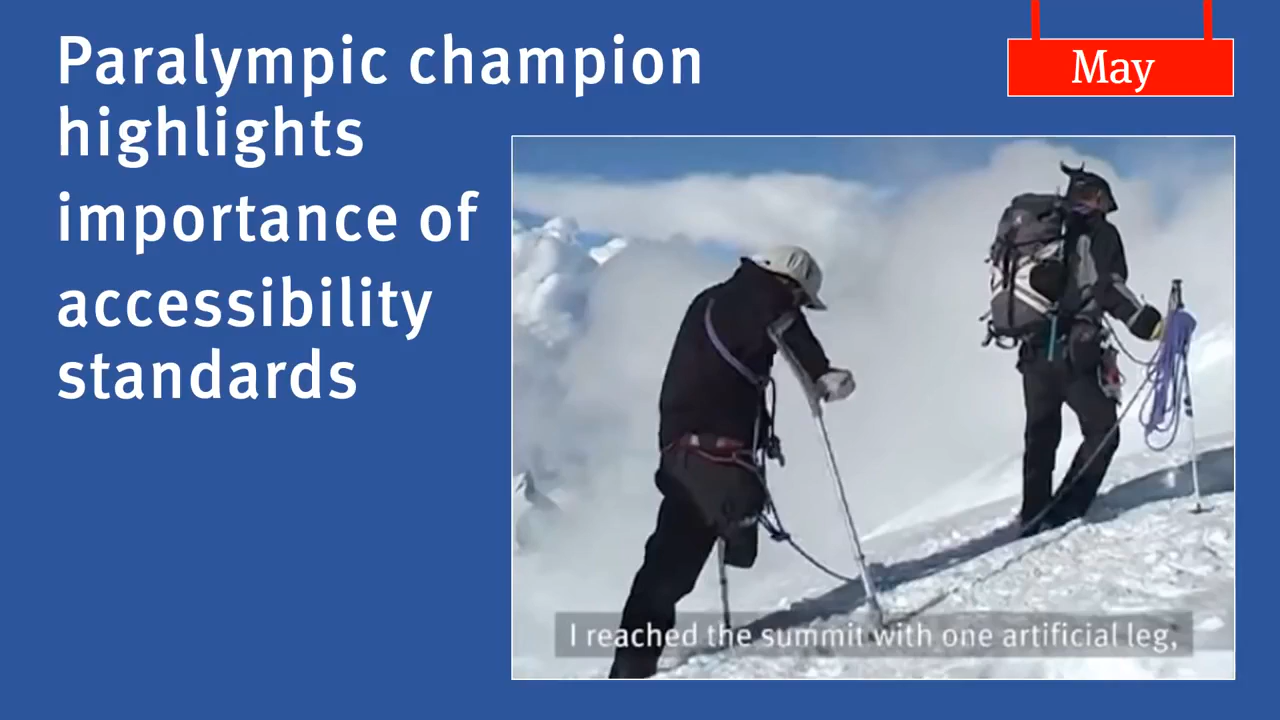 Paralympic champion
highlights
importance of
accessibility
standards
May
I reached the summit with one artificial leg,